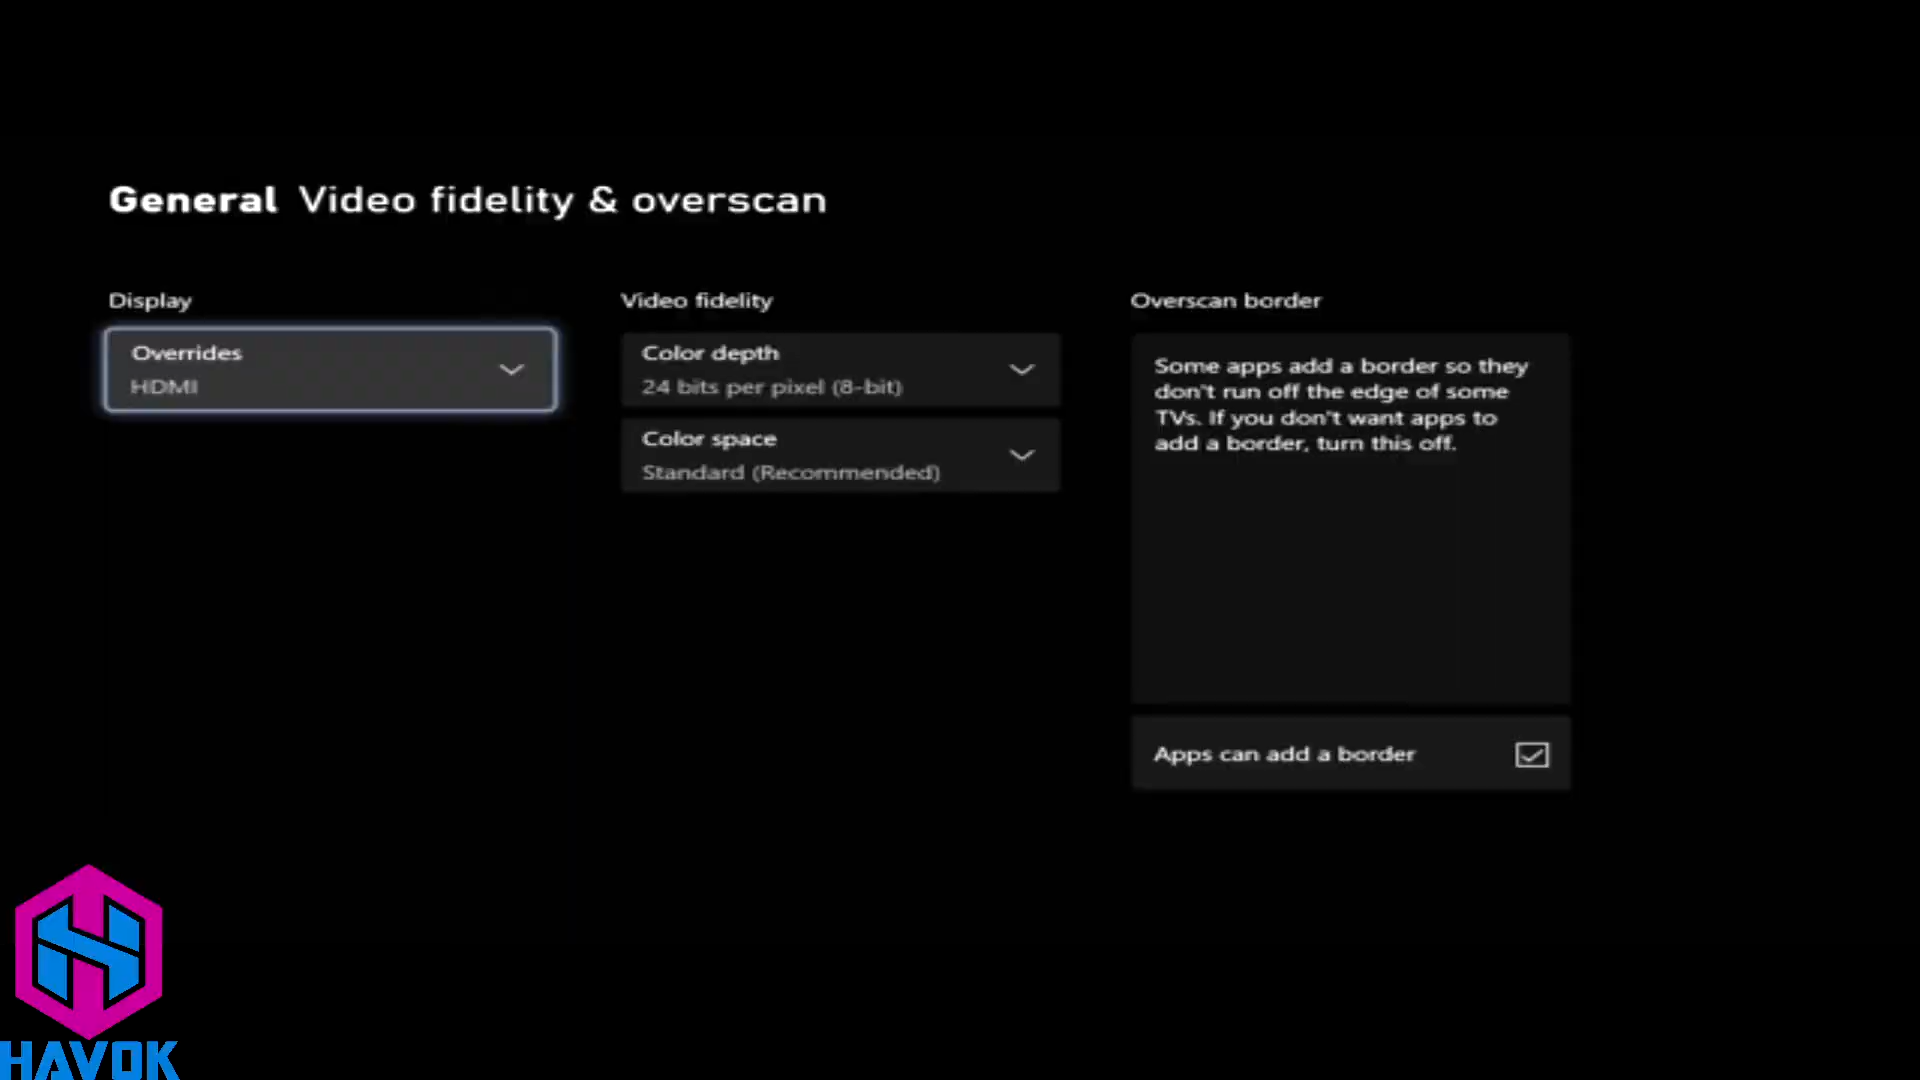 General Video fidelity & overscan
Display
Overrides
HDMI
Video fidelity
Color depth
24 bits per pixel (8-bit)
Color space
Standard (Recommended)
Overscan border
Some apps add a border so they
don't run off the edge of some
TVs. If you don't want apps to
add a border, turn this off.
Apps can add a border
HAVOK